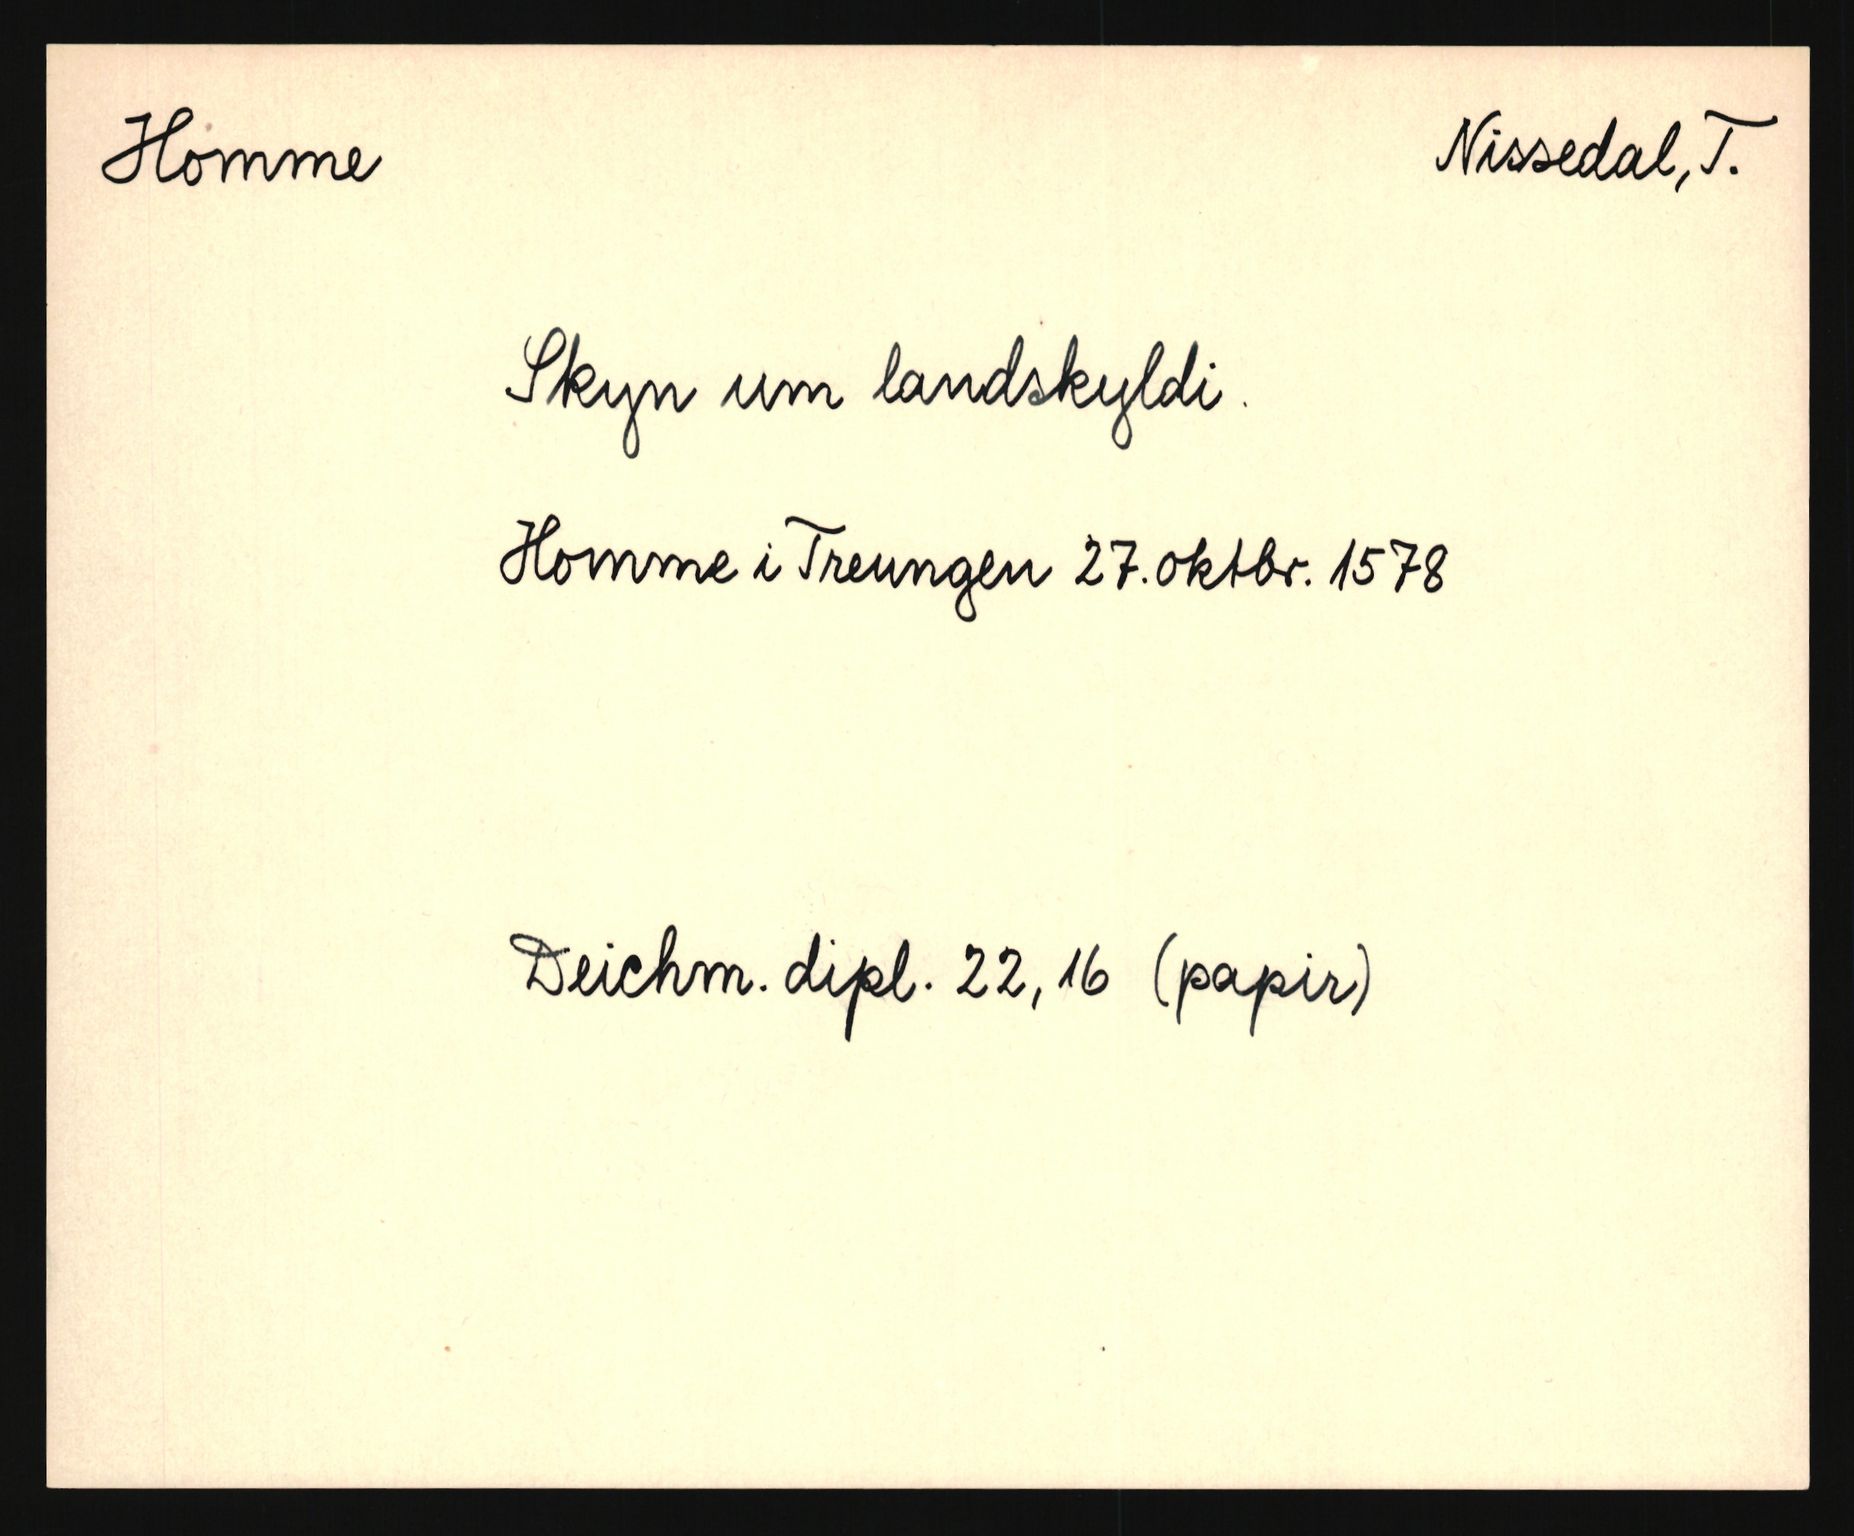 Homme
Nissedal, T.
Skyn um landskyldi.
Homme i Treungen 27. oktbr. 1578
Deichm. dipl. 22, 16 (papir)